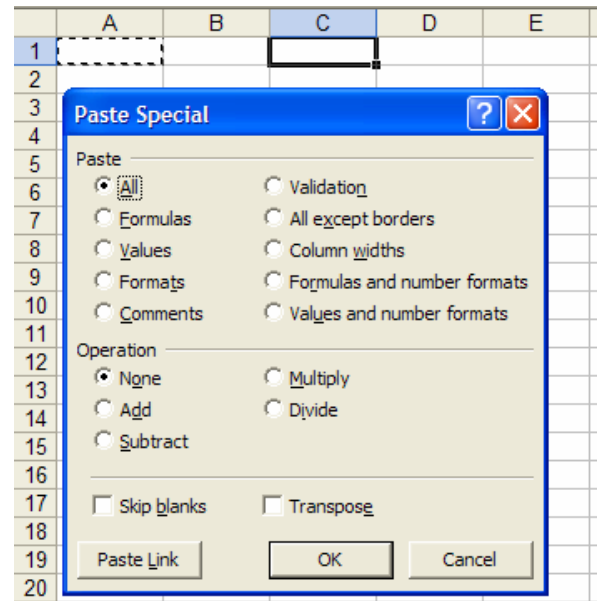 A B C D E
1
2
3 Paste Special ?
4
5 Paste
6 All Validation
7 Formulas All except borders
8 Values Column widths
9 Formats Formulas and number formats
10 Comments Values and number formats
11
12 Operation
13 None Multiply
14 Add Divide
15 Subtract
16
17 Skip blanks Transpose
18
19 Paste Link OK Cancel
20